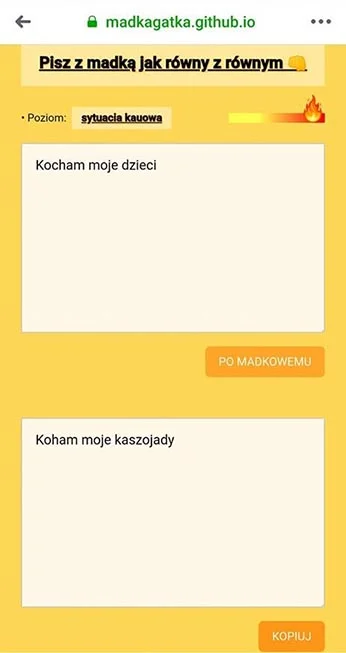 madkagatka.github.io
Pisz z madką jak równy z równym 👊
• Poziom: sytuacja kauowa
Kocham moje dzieci
PO MADKOWEMU
Koham moje kaszojady
KOPIUJ